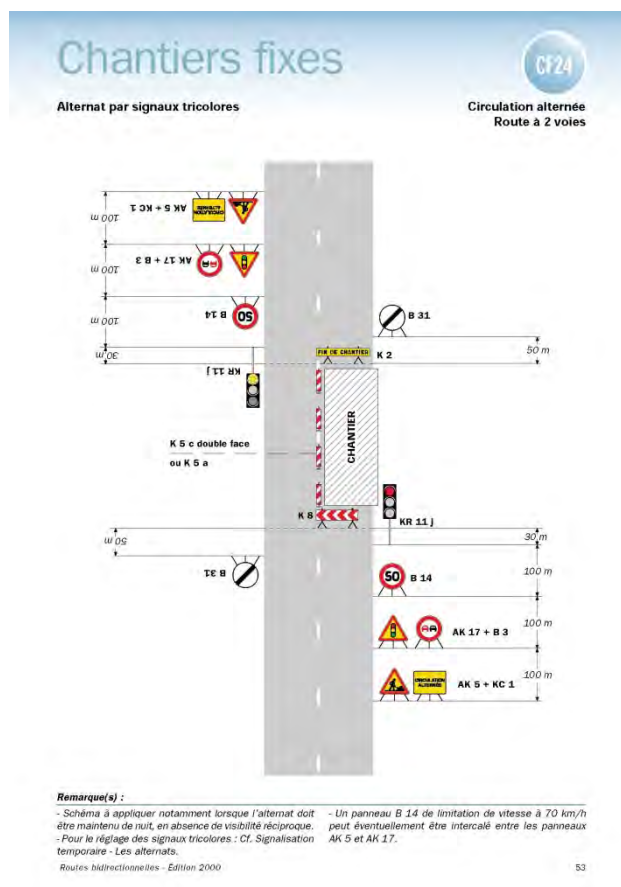 Chantiers fixes
CF24
Alternat par signaux tricolores
Circulation alternée
Route à 2 voies
100 m
AK 5 + KC 1
CIRCULATION
ALTERNÉE
100 m
AK 17 + B 3
100 m
B 14
50
B 31
30 m
KR 11 j
FIN DE CHANTIER
K 2
50 m
CHANTIER
K 5 c double face
ou K 5 a
K 8
KR 11 j
30 m
50 m
B 31
50
B 14
100 m
AK 17 + B 3
100 m
CIRCULATION
ALTERNÉE
AK 5 + KC 1
100 m
Remarque(s) :
- Schéma à appliquer notamment lorsque l'alternat doit
être maintenu de nuit, en absence de visibilité réciproque.
- Pour le réglage des signaux tricolores : Cf. Signalisation
temporaire - Les alternats.
- Un panneau B 14 de limitation de vitesse à 70 km/h
peut éventuellement être intercalé entre les panneaux
AK 5 et AK 17.
Routes bidirectionnelles - Édition 2000
53